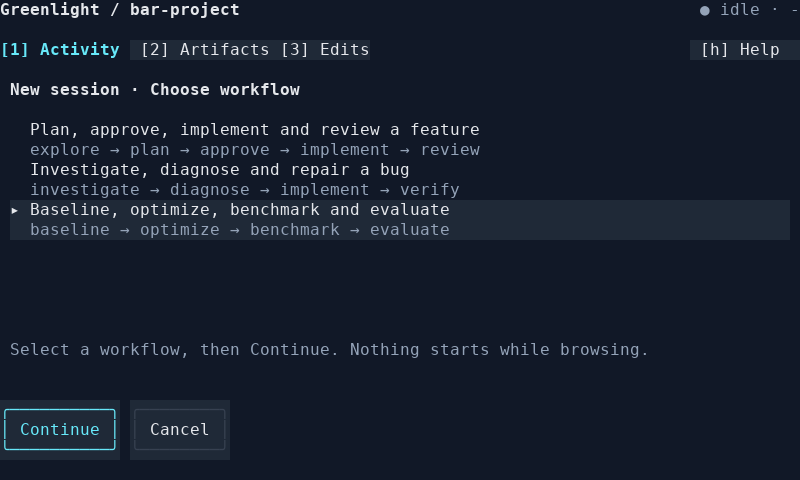 Greenlight / bar-project ● idle · -
[1] Activity [2] Artifacts [3] Edits [h] Help
New session · Choose workflow
Plan, approve, implement and review a feature
explore → plan → approve → implement → review
Investigate, diagnose and repair a bug
investigate → diagnose → implement → verify
▸ Baseline, optimize, benchmark and evaluate
baseline → optimize → benchmark → evaluate
Select a workflow, then Continue. Nothing starts while browsing.
Continue Cancel